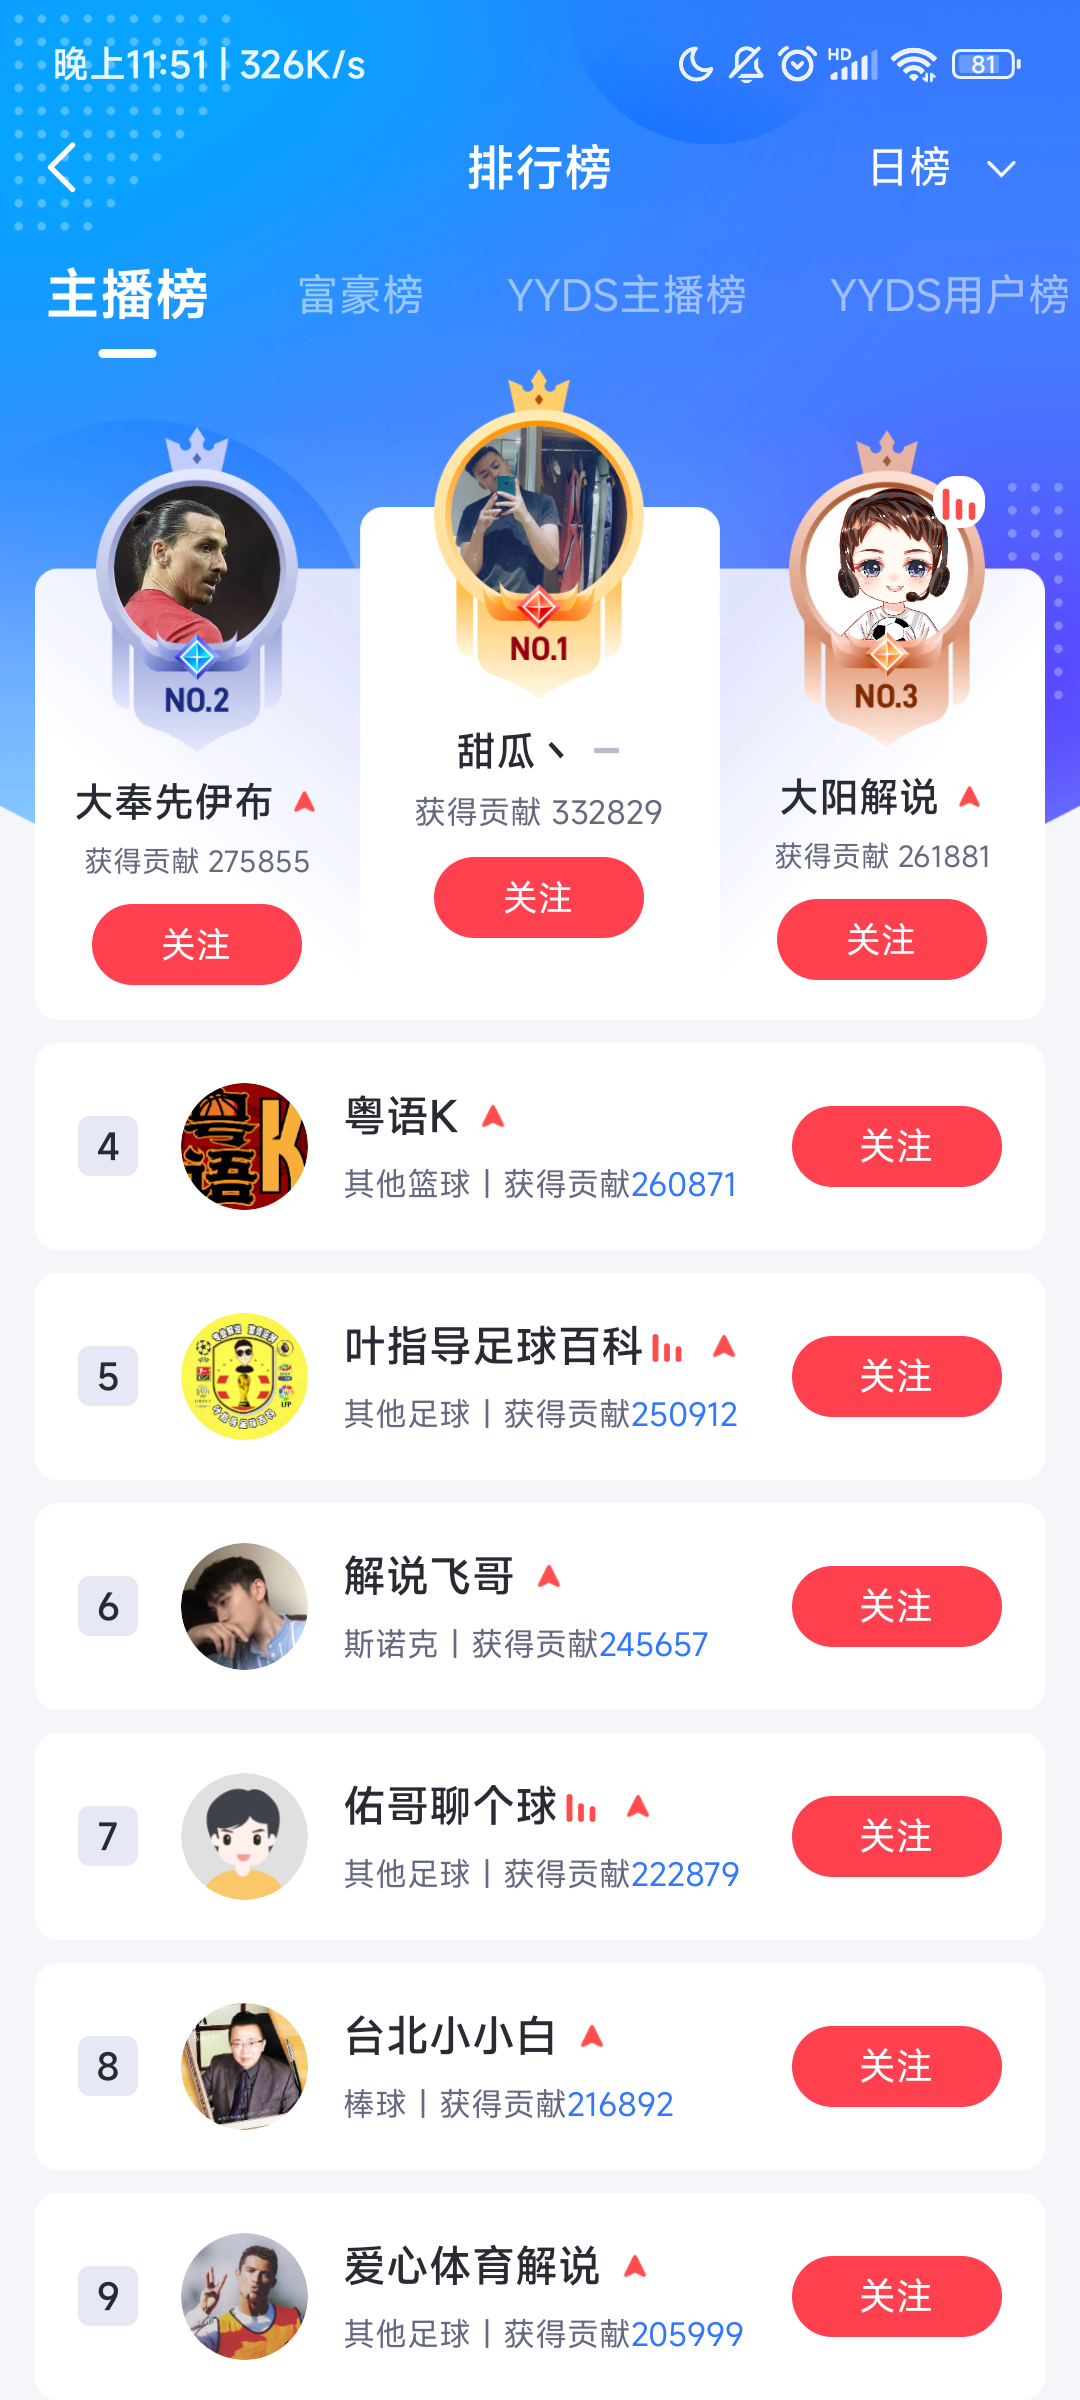 晚上11:51 | 326K/s
HD
81
排行榜
日榜
主播榜
富豪榜
YYDS主播榜
YYDS用户榜
NO.1
甜瓜丶
获得贡献 332829
关注
NO.2
大奉先伊布
获得贡献 275855
关注
NO.3
大阳解说
获得贡献 261881
关注
4
粤语K
粤语K
其他篮球丨获得贡献260871
关注
5
叶指导足球百科
其他足球丨获得贡献250912
关注
6
解说飞哥
斯诺克丨获得贡献245657
关注
7
佑哥聊个球
其他足球丨获得贡献222879
关注
8
台北小小白
棒球丨获得贡献216892
关注
9
爱心体育解说
其他足球丨获得贡献205999
关注